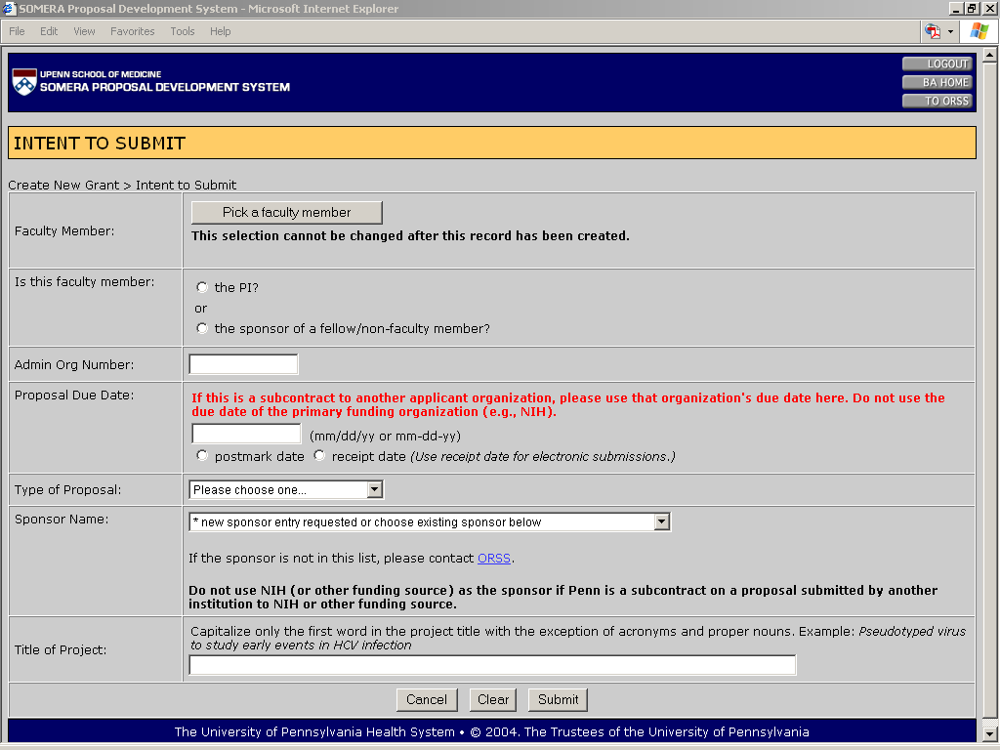 SOMERA Proposal Development System - Microsoft Internet Explorer
File Edit View Favorites Tools Help
UPENN SCHOOL OF MEDICINE
SOMERA PROPOSAL DEVELOPMENT SYSTEM
LOGOUT
BA HOME
TO ORSS
INTENT TO SUBMIT
Create New Grant > Intent to Submit
Faculty Member:
Pick a faculty member
This selection cannot be changed after this record has been created.
Is this faculty member:
the PI?
or
the sponsor of a fellow/non-faculty member?
Admin Org Number:
Proposal Due Date:
If this is a subcontract to another applicant organization, please use that organization's due date here. Do not use the
due date of the primary funding organization (e.g., NIH).
(mm/dd/yy or mm-dd-yy)
postmark date receipt date (Use receipt date for electronic submissions.)
Type of Proposal:
Please choose one...
Sponsor Name:
* new sponsor entry requested or choose existing sponsor below
If the sponsor is not in this list, please contact ORSS.
Do not use NIH (or other funding source) as the sponsor if Penn is a subcontract on a proposal submitted by another
institution to NIH or other funding source.
Title of Project:
Capitalize only the first word in the project title with the exception of acronyms and proper nouns. Example: Pseudotyped virus
to study early events in HCV infection
Cancel Clear Submit
The University of Pennsylvania Health System • © 2004. The Trustees of the University of Pennsylvania